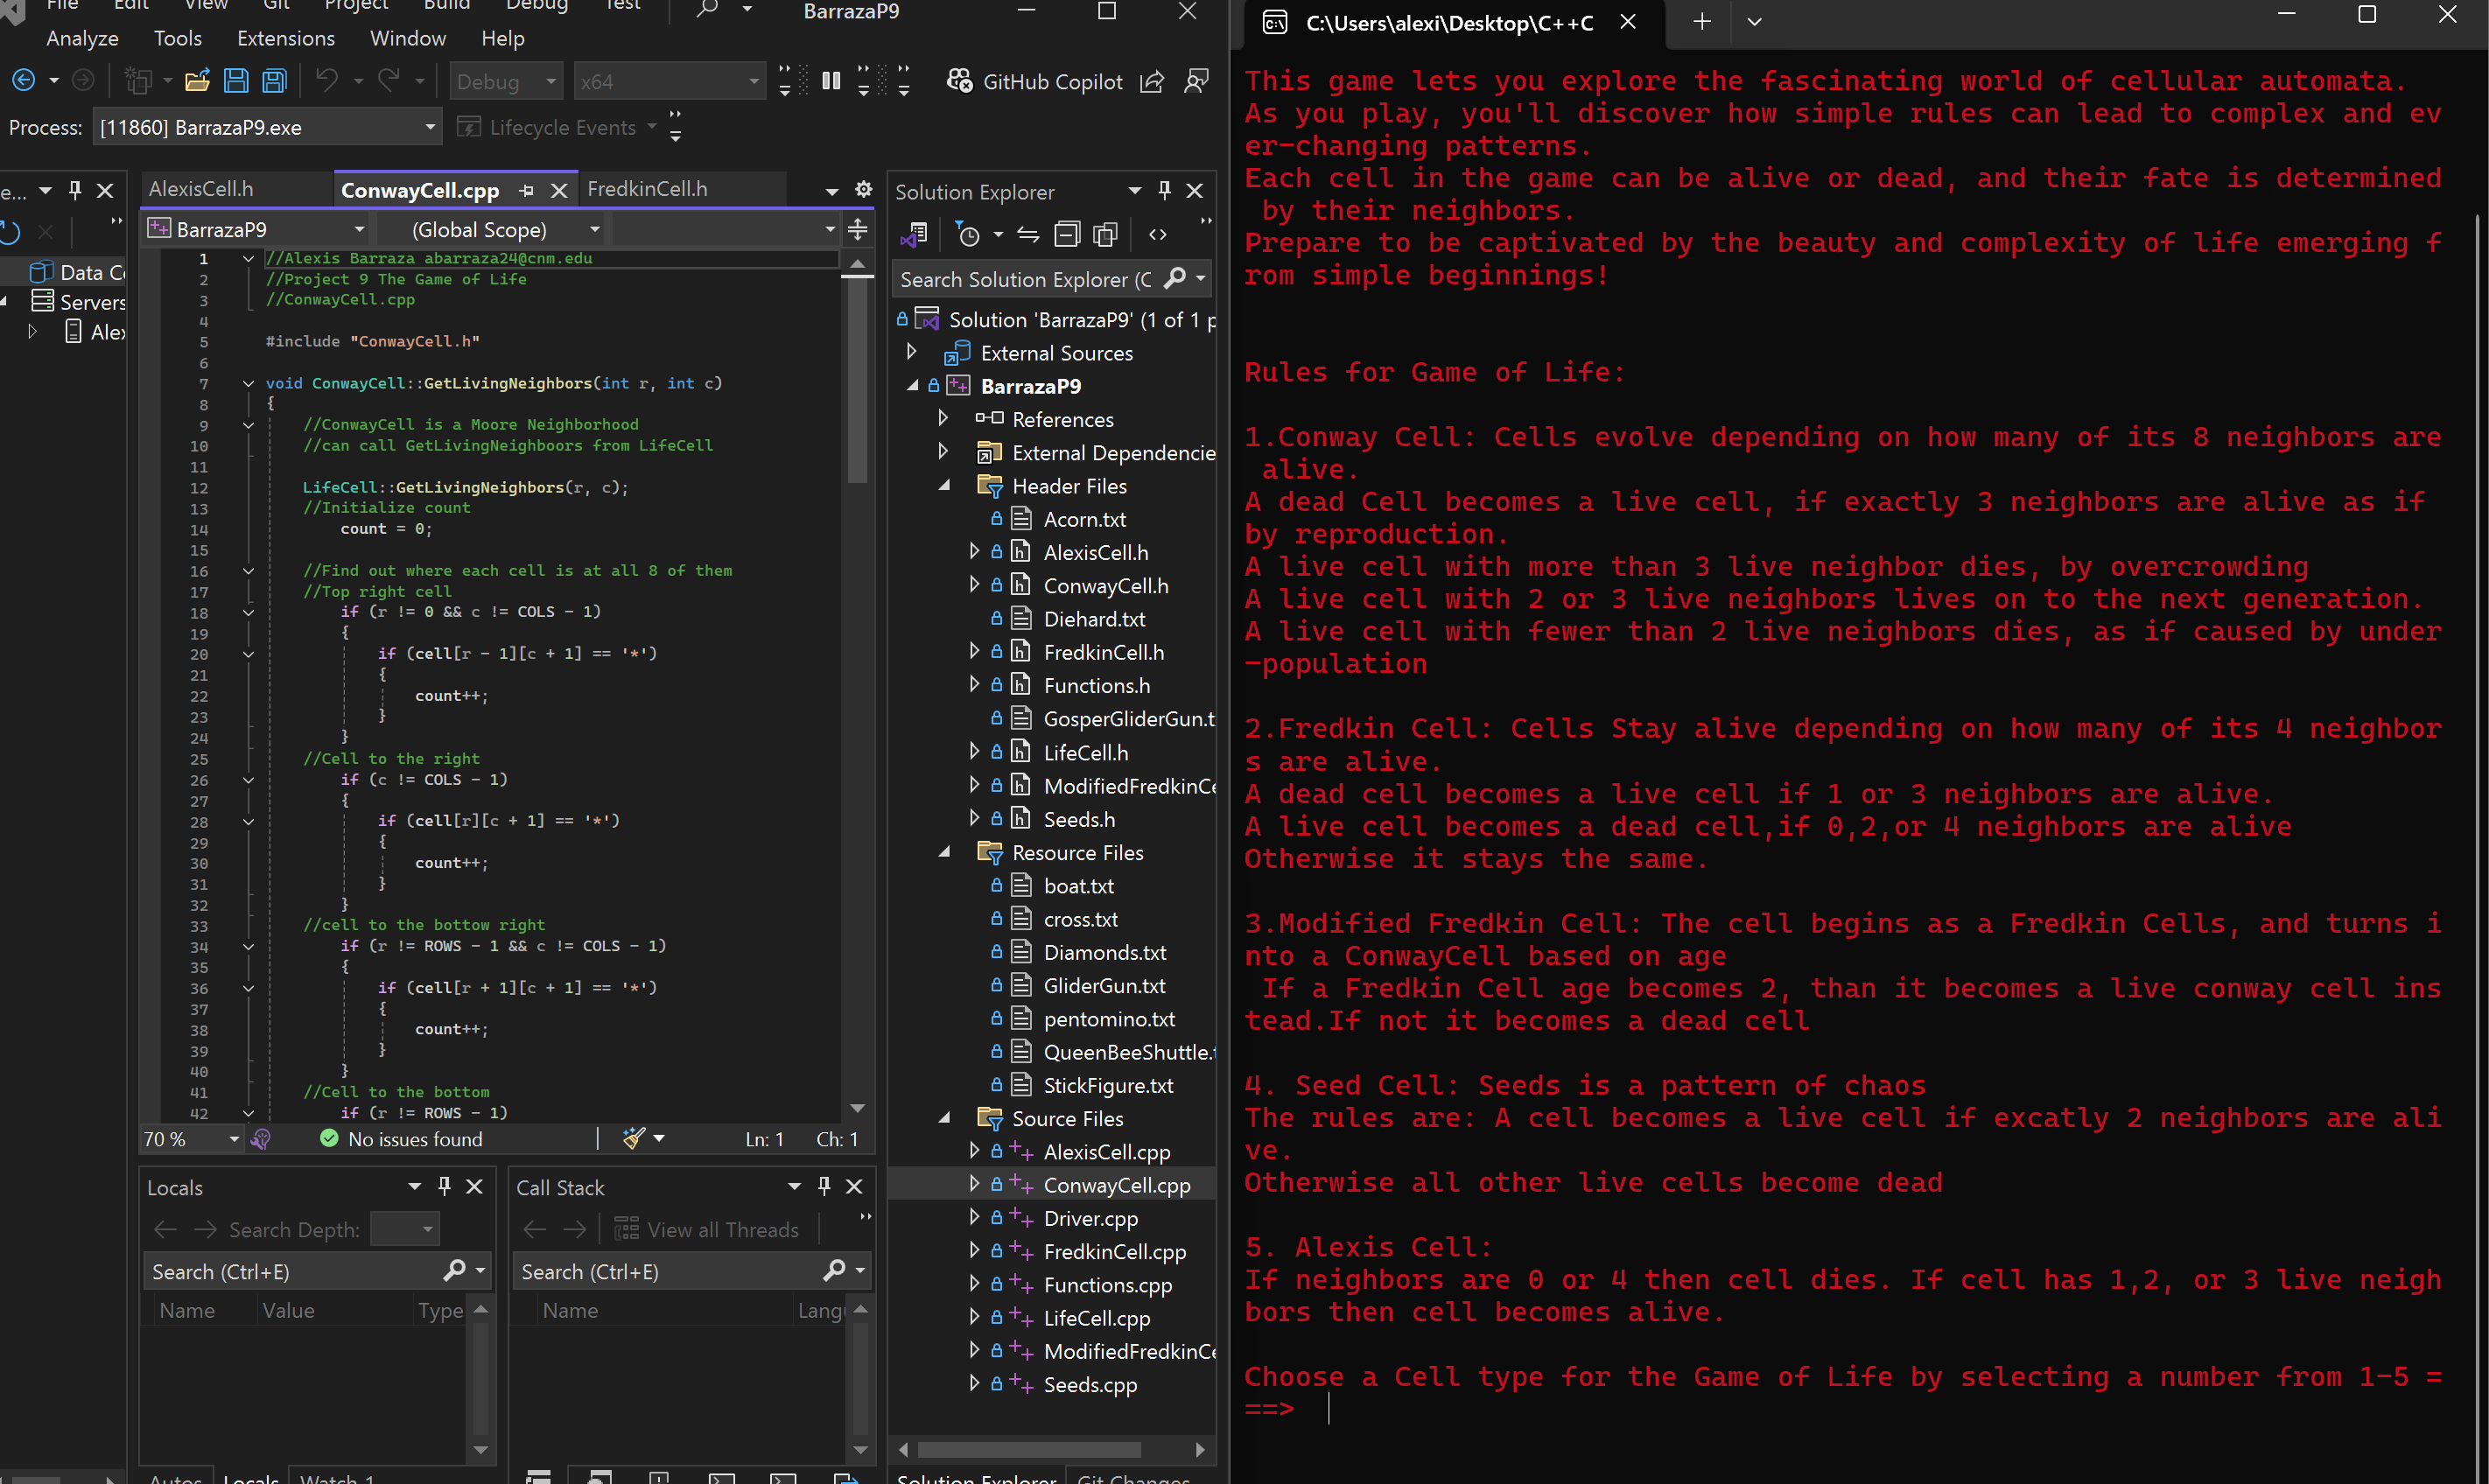 File Edit View Git Project Build Debug Test BarrazaP9
Analyze Tools Extensions Window Help
Debug x64 GitHub Copilot
Process: [11860] BarrazaP9.exe Lifecycle Events
e...
Data Co
Servers
Alex
AlexisCell.h ConwayCell.cpp FredkinCell.h
BarrazaP9 (Global Scope)
1 //Alexis Barraza abarraza24@cnm.edu
2 //Project 9 The Game of Life
3 //ConwayCell.cpp
4
5 #include "ConwayCell.h"
6
7 void ConwayCell::GetLivingNeighbors(int r, int c)
8 {
9 //ConwayCell is a Moore Neighborhood
10 //can call GetLivingNeighboors from LifeCell
11
12 LifeCell::GetLivingNeighbors(r, c);
13 //Initialize count
14 count = 0;
15
16 //Find out where each cell is at all 8 of them
17 //Top right cell
18 if (r != 0 && c != COLS - 1)
19 {
20 if (cell[r - 1][c + 1] == '*')
21 {
22 count++;
23 }
24 }
25 //Cell to the right
26 if (c != COLS - 1)
27 {
28 if (cell[r][c + 1] == '*')
29 {
30 count++;
31 }
32 }
33 //cell to the bottom right
34 if (r != ROWS - 1 && c != COLS - 1)
35 {
36 if (cell[r + 1][c + 1] == '*')
37 {
38 count++;
39 }
40 }
41 //Cell to the bottom
42 if (r != ROWS - 1)
70 % No issues found Ln: 1 Ch: 1
Locals
Search Depth:
Search (Ctrl+E)
Name Value Type
Autos Locals Watch 1
Call Stack
View all Threads
Search (Ctrl+E)
Name Langu
Solution Explorer
Search Solution Explorer (C
Solution 'BarrazaP9' (1 of 1 p
External Sources
BarrazaP9
References
External Dependencie
Header Files
Acorn.txt
AlexisCell.h
ConwayCell.h
Diehard.txt
FredkinCell.h
Functions.h
GosperGliderGun.t
LifeCell.h
ModifiedFredkinCe
Seeds.h
Resource Files
boat.txt
cross.txt
Diamonds.txt
GliderGun.txt
pentomino.txt
QueenBeeShuttle.t
StickFigure.txt
Source Files
AlexisCell.cpp
ConwayCell.cpp
Driver.cpp
FredkinCell.cpp
Functions.cpp
LifeCell.cpp
ModifiedFredkinCe
Seeds.cpp
Solution Explorer Git Changes
C:\Users\alexi\Desktop\C++C
This game lets you explore the fascinating world of cellular automata.
As you play, you'll discover how simple rules can lead to complex and ev
er-changing patterns.
Each cell in the game can be alive or dead, and their fate is determined
by their neighbors.
Prepare to be captivated by the beauty and complexity of life emerging f
rom simple beginnings!
Rules for Game of Life:
1.Conway Cell: Cells evolve depending on how many of its 8 neighbors are
alive.
A dead Cell becomes a live cell, if exactly 3 neighbors are alive as if
by reproduction.
A live cell with more than 3 live neighbor dies, by overcrowding
A live cell with 2 or 3 live neighbors lives on to the next generation.
A live cell with fewer than 2 live neighbors dies, as if caused by under
-population
2.Fredkin Cell: Cells Stay alive depending on how many of its 4 neighbor
s are alive.
A dead cell becomes a live cell if 1 or 3 neighbors are alive.
A live cell becomes a dead cell,if 0,2,or 4 neighbors are alive
Otherwise it stays the same.
3.Modified Fredkin Cell: The cell begins as a Fredkin Cells, and turns i
nto a ConwayCell based on age
If a Fredkin Cell age becomes 2, than it becomes a live conway cell ins
tead.If not it becomes a dead cell
4. Seed Cell: Seeds is a pattern of chaos
The rules are: A cell becomes a live cell if excatly 2 neighbors are ali
ve.
Otherwise all other live cells become dead
5. Alexis Cell:
If neighbors are 0 or 4 then cell dies. If cell has 1,2, or 3 live neigh
bors then cell becomes alive.
Choose a Cell type for the Game of Life by selecting a number from 1-5 =
==>